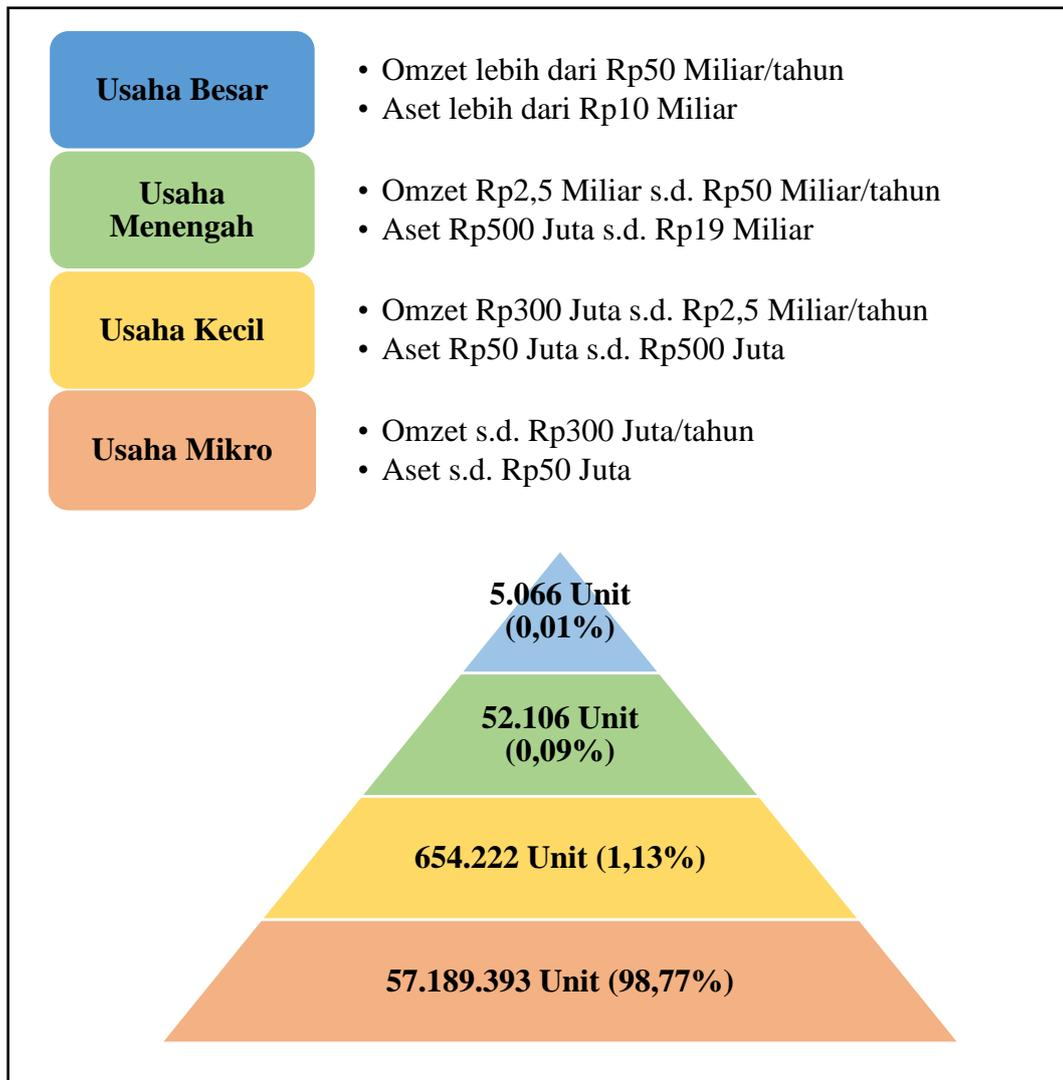 Usaha Besar
• Omzet lebih dari Rp50 Miliar/tahun
• Aset lebih dari Rp10 Miliar
Usaha
Menengah
• Omzet Rp2,5 Miliar s.d. Rp50 Miliar/tahun
• Aset Rp500 Juta s.d. Rp19 Miliar
Usaha Kecil
• Omzet Rp300 Juta s.d. Rp2,5 Miliar/tahun
• Aset Rp50 Juta s.d. Rp500 Juta
Usaha Mikro
• Omzet s.d. Rp300 Juta/tahun
• Aset s.d. Rp50 Juta
5.066 Unit
(0,01%)
52.106 Unit
(0,09%)
654.222 Unit (1,13%)
57.189.393 Unit (98,77%)